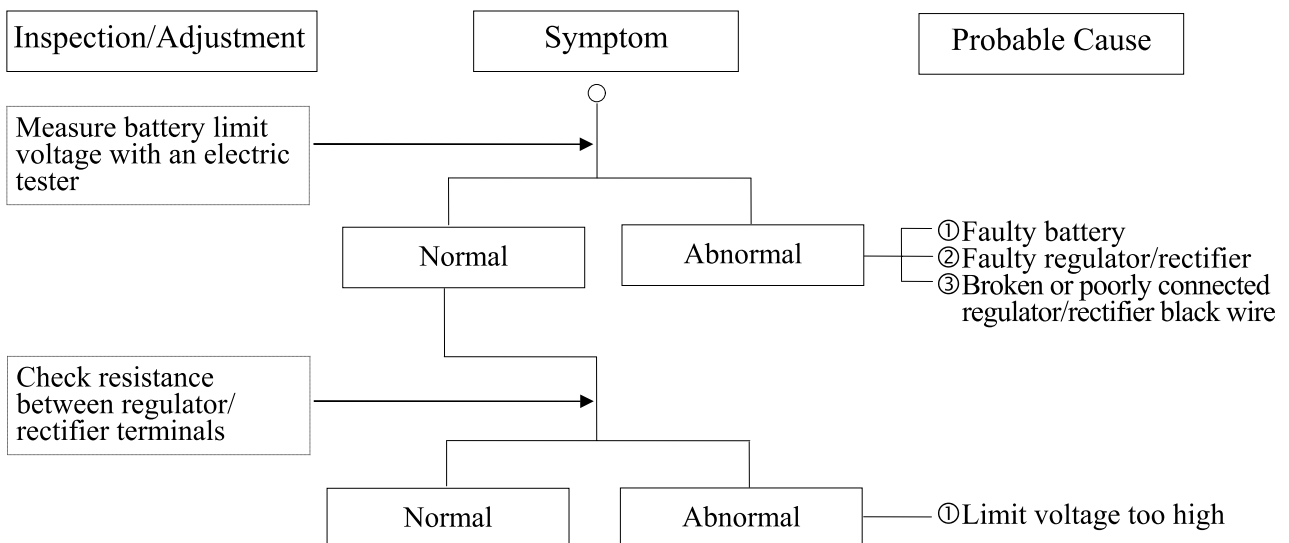 Inspection/Adjustment
Symptom
Probable Cause
Measure battery limit
voltage with an electric
tester
Normal
Abnormal
①Faulty battery
②Faulty regulator/rectifier
③Broken or poorly connected
regulator/rectifier black wire
Check resistance
between regulator/
rectifier terminals
Normal
Abnormal
①Limit voltage too high